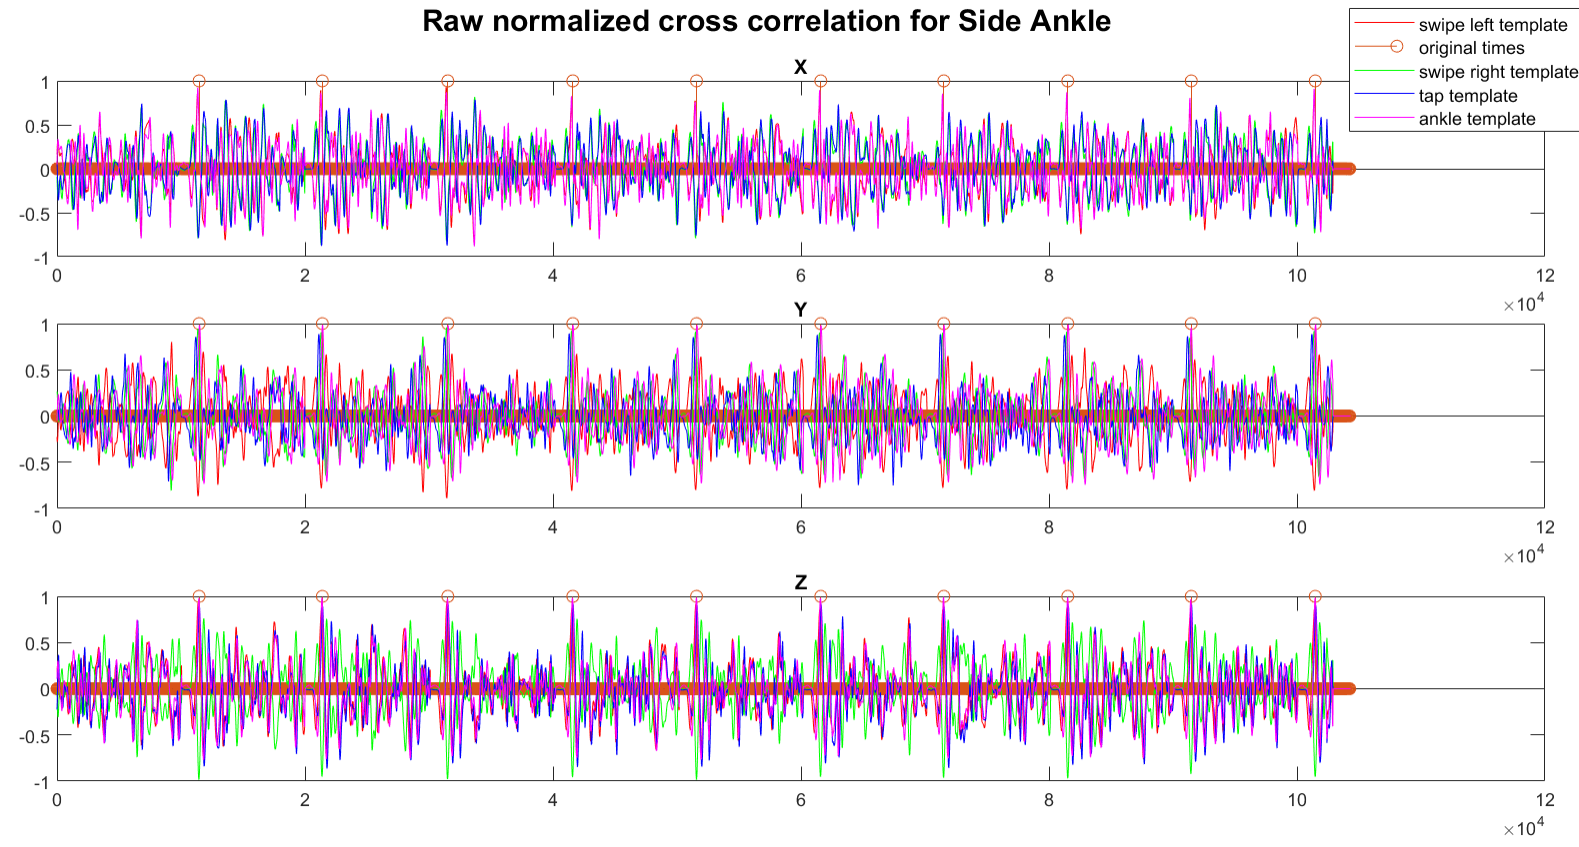 Raw normalized cross correlation for Side Ankle
swipe left template
original times
swipe right template
tap template
ankle template
X
1
0.5
0
-0.5
-1
0 2 4 6 8 10 12
×10^4
Y
1
0.5
0
-0.5
-1
0 2 4 6 8 10 12
×10^4
Z
1
0.5
0
-0.5
-1
0 2 4 6 8 10 12
×10^4